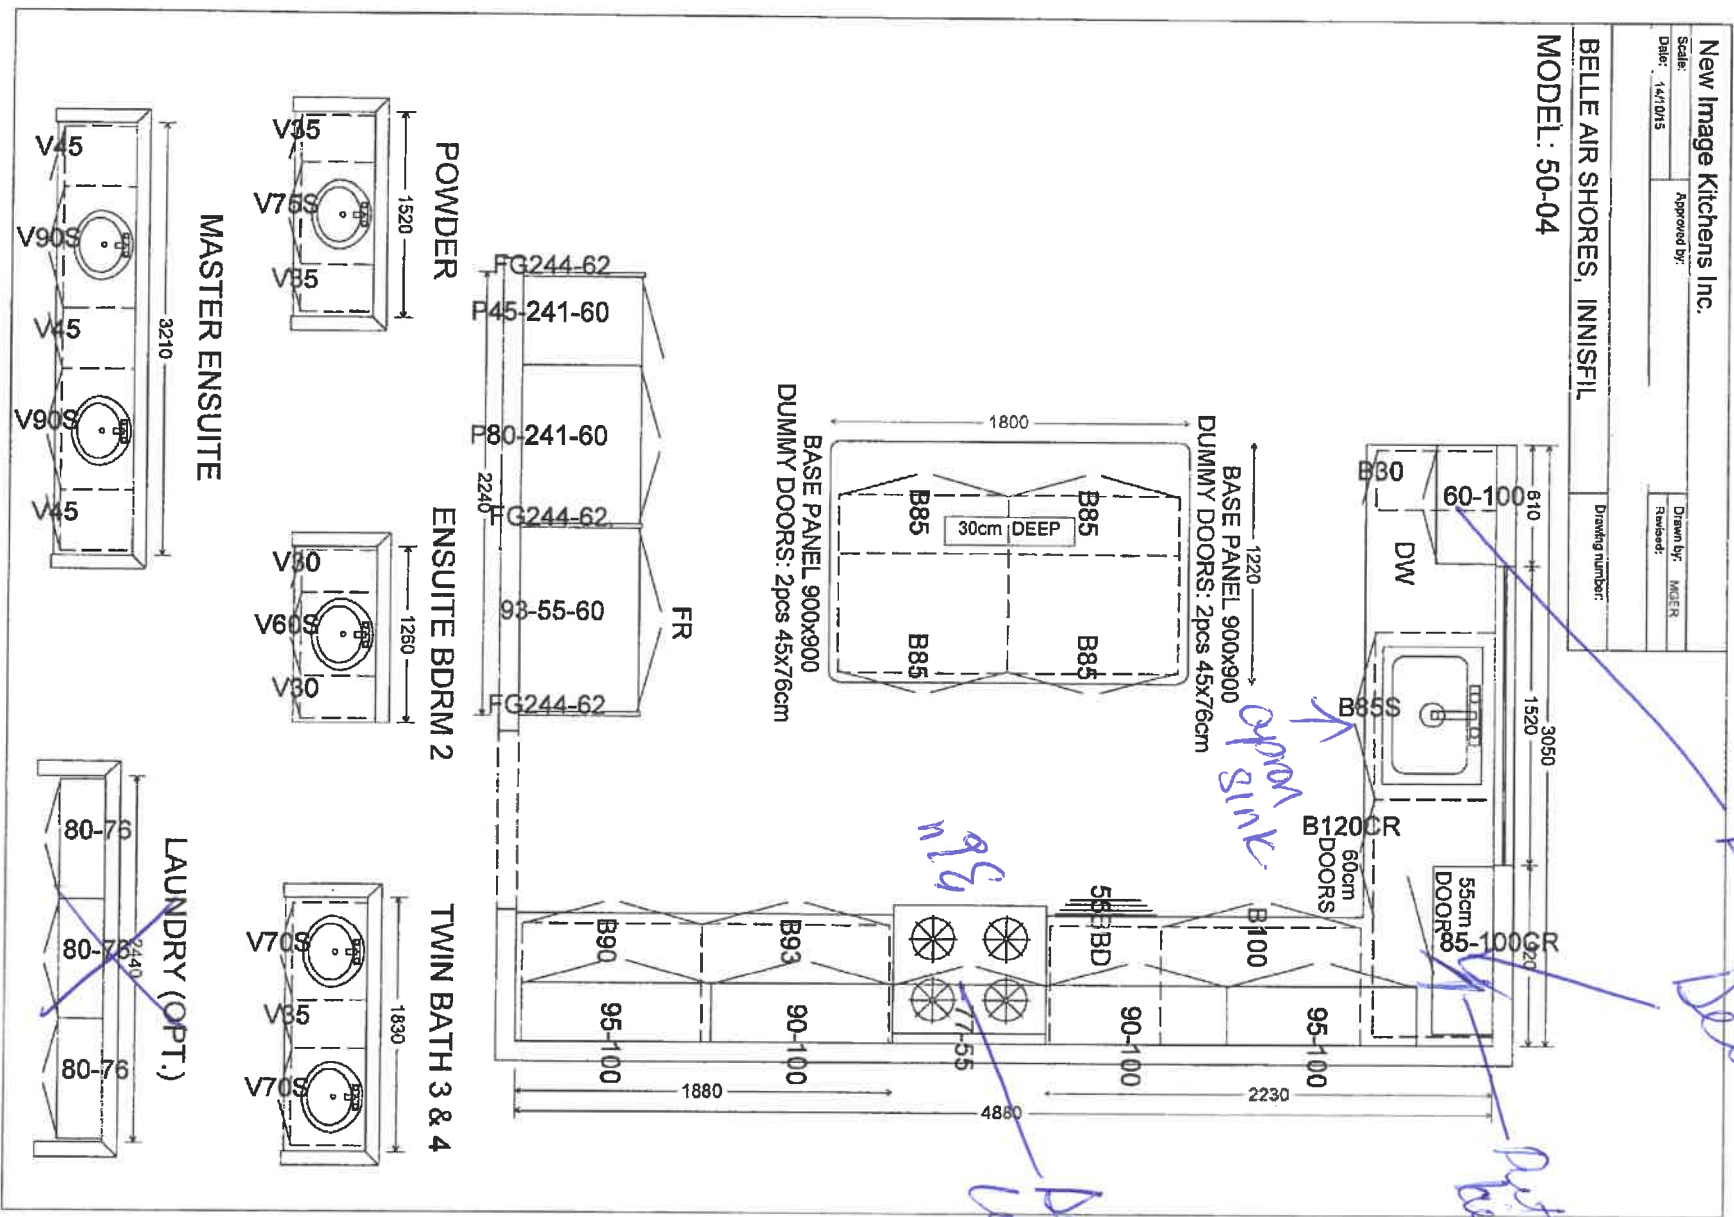 New Image Kitchens Inc.
Scale:
Approved by:
Drawn by: MGER
Date: 14/10/15
Revised:
BELLE AIR SHORES, INNISFIL
Drawing number:
MODEL: 50-04
3050
610
1520
920
B30
60-100
DW
B85S
B120CR
60cm
DOORS
55cm
DOOR
85-100CR
apron
sink
1800
1220
BASE PANEL 900x900
DUMMY DOORS: 2pcs 45x76cm
B85
B85
30cm DEEP
B85
B85
BASE PANEL 900x900
DUMMY DOORS: 2pcs 45x76cm
B100
95-100
BBD
90-100
77-55
B93
90-100
B90
95-100
2230
1880
4880
FR
FG244-62
P45-241-60
P80-241-60
FG244-62
93-55-60
FG244-62
2240
POWDER
1520
V35
V75S
V35
ENSUITE BDRM 2
1260
V30
V60S
V30
TWIN BATH 3 & 4
1830
V70S
V35
V70S
MASTER ENSUITE
3210
V45
V90S
V45
V90S
V45
LAUNDRY (OPT.)
2440
80-76
80-76
80-76